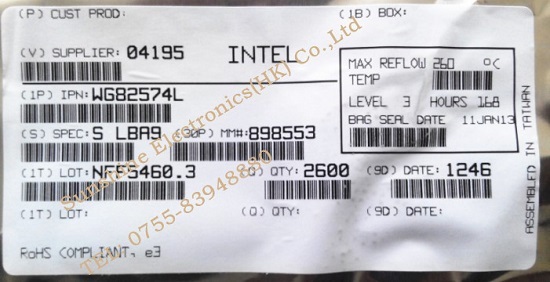 (P) CUST PROD: (1B) BOX:
(V) SUPPLIER: 04195 INTEL
MAX REFLOW 260 °C
TEMP
(1P) IPN: WG82574L
LEVEL 3 HOURS 168
BAG SEAL DATE 11JAN13
(S) SPEC: S LBA9 (30P) MM#: 898553
(1T) LOT: 5460.3 (Q) QTY: 2600 (9D) DATE: 1246
(1T) LOT: (Q) QTY: (9D) DATE:
RoHS COMPLIANT, e3
ASSEMBLED IN TAIWAN
Sunshine Electronics(HK) Co.,Ltd
TEL: 0755-83948880